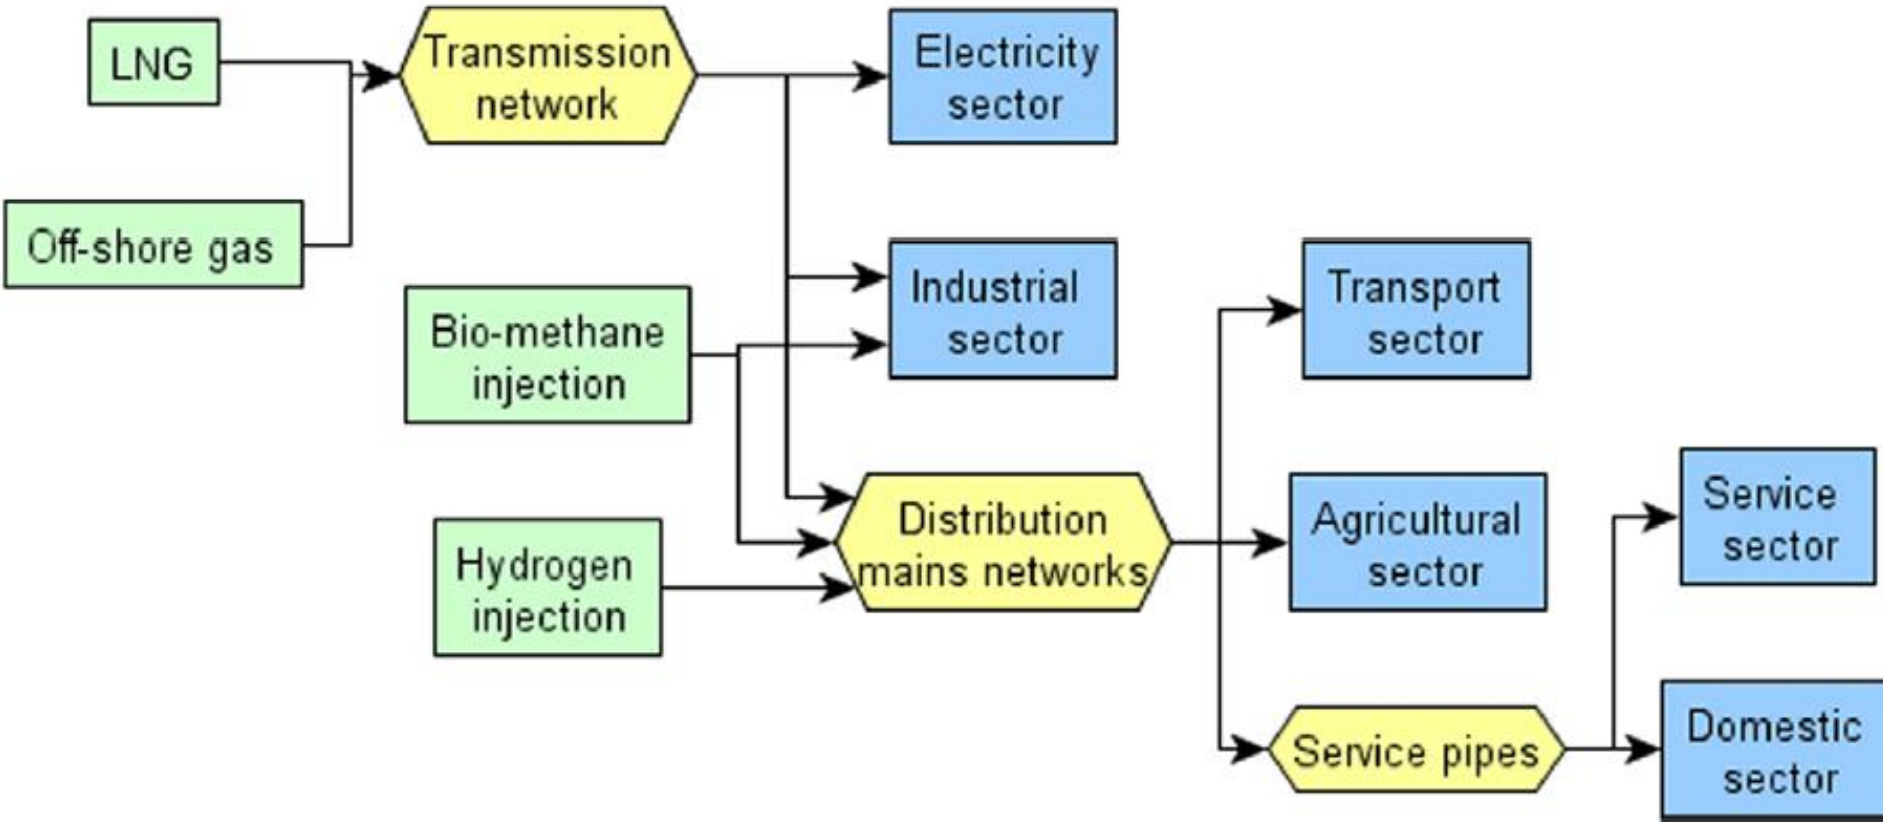 LNG
Transmission
network
Electricity
sector
Off-shore gas
Bio-methane
injection
Industrial
sector
Transport
sector
Hydrogen
injection
Distribution
mains networks
Agricultural
sector
Service
sector
Service pipes
Domestic
sector